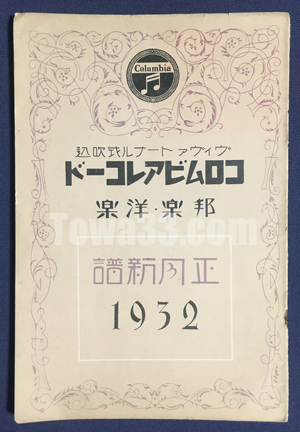 Columbia
ヴィヴァトーナル式吹込
コロムビアレコード
邦楽・洋楽
Towa33.com
正月新譜
1932